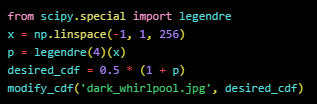 from scipy.special import legendre
x = np.linspace(-1, 1, 256)
p = legendre(4)(x)
desired_cdf = 0.5 * (1 + p)
modify_cdf('dark_whirlpool.jpg', desired_cdf)